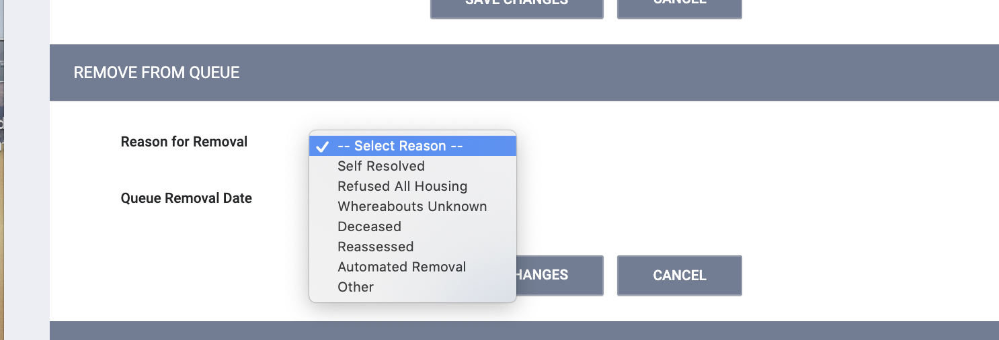 SAVE CHANGES
CANCEL
REMOVE FROM QUEUE
Reason for Removal
-- Select Reason --
Self Resolved
Refused All Housing
Whereabouts Unknown
Queue Removal Date
Deceased
Reassessed
Automated Removal
Other
HANGES
CANCEL